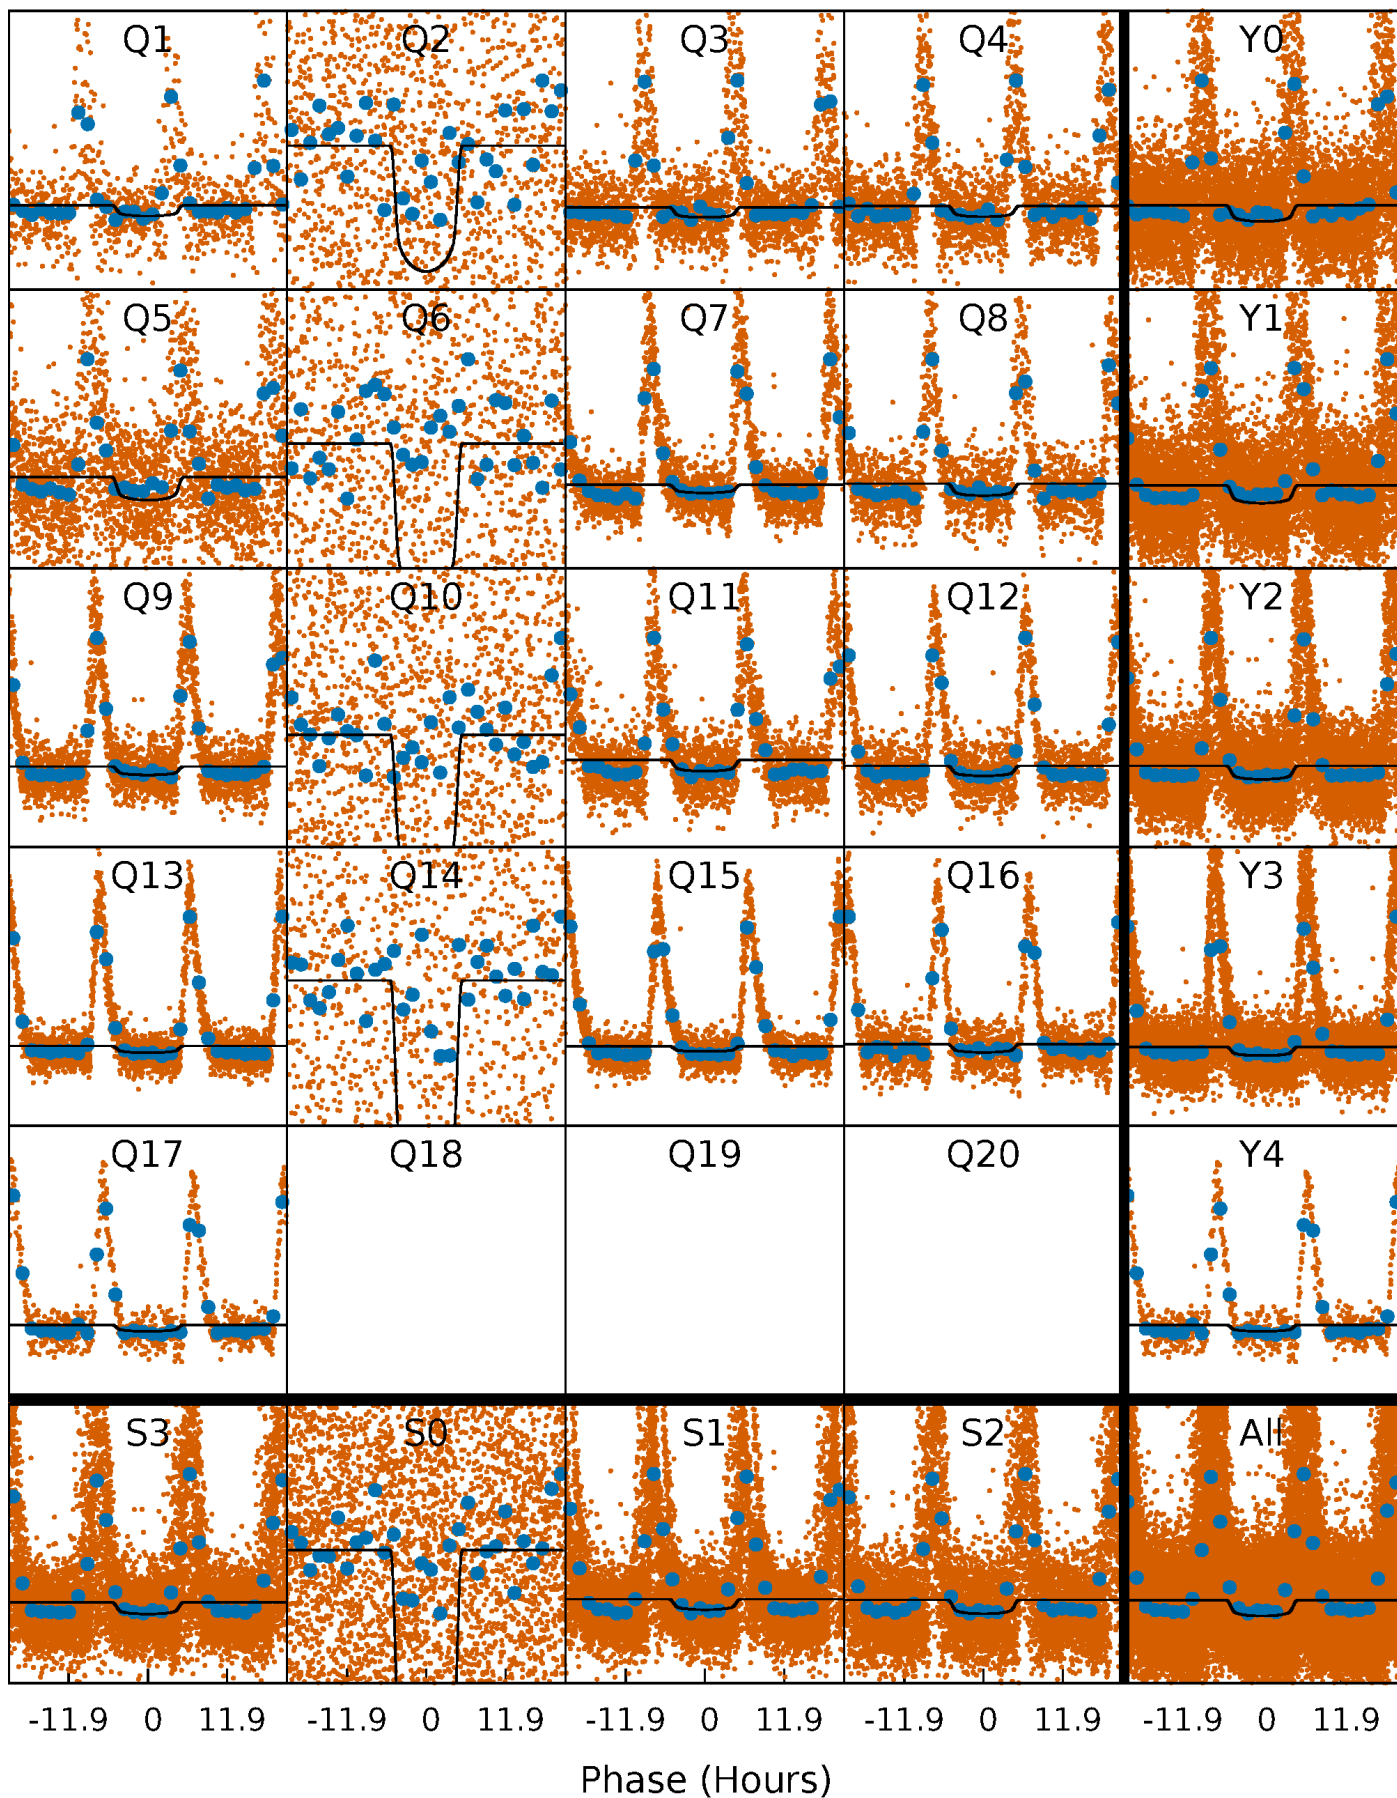 Q1 Q2 Q3 Q4 Y0
Q5 Q6 Q7 Q8 Y1
Q9 Q10 Q11 Q12 Y2
Q13 Q14 Q15 Q16 Y3
Q17 Q18 Q19 Q20 Y4
S3 S0 S1 S2 All
-11.9 0 11.9 -11.9 0 11.9 -11.9 0 11.9 -11.9 0 11.9 -11.9 0 11.9
Phase (Hours)